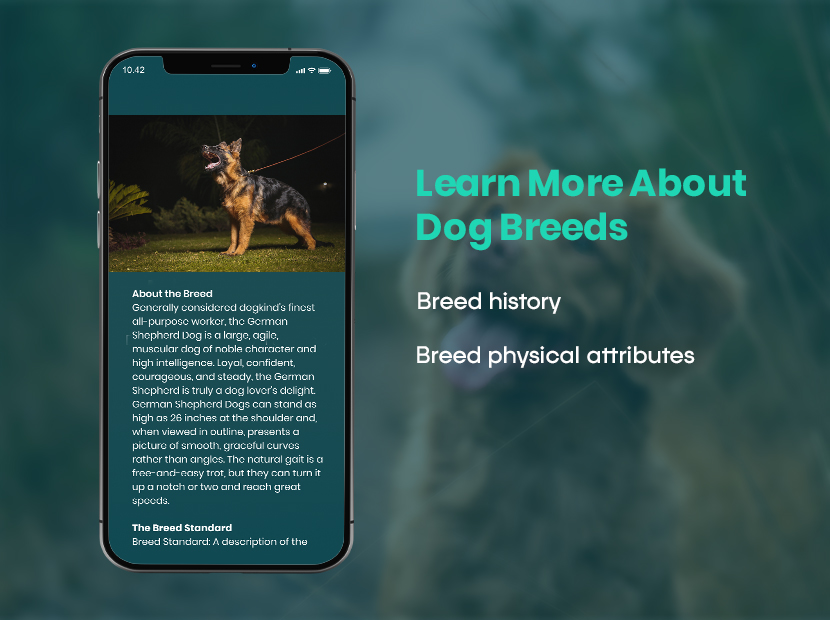 10.42
About the Breed
Generally considered dogkind's finest
all-purpose worker, the German
Shepherd Dog is a large, agile,
muscular dog of noble character and
high intelligence. Loyal, confident,
courageous, and steady, the German
Shepherd is truly a dog lover's delight.
German Shepherd Dogs can stand as
high as 26 inches at the shoulder and,
when viewed in outline, presents a
picture of smooth, graceful curves
rather than angles. The natural gait is a
free-and-easy trot, but they can turn it
up a notch or two and reach great
speeds.
The Breed Standard
Breed Standard: A description of the
Learn More About
Dog Breeds
Breed history
Breed physical attributes